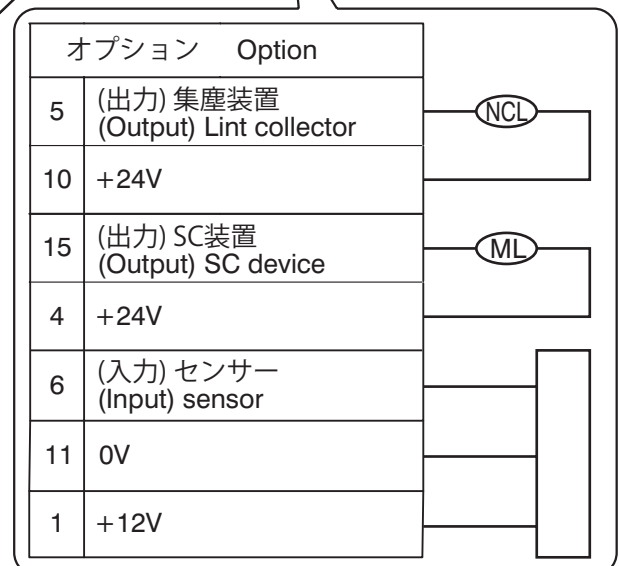 オプション Option
5 (出力) 集塵装置
(Output) Lint collector
NCL
10 +24V
15 (出力) SC装置
(Output) SC device
ML
4 +24V
6 (入力) センサー
(Input) sensor
11 0V
1 +12V